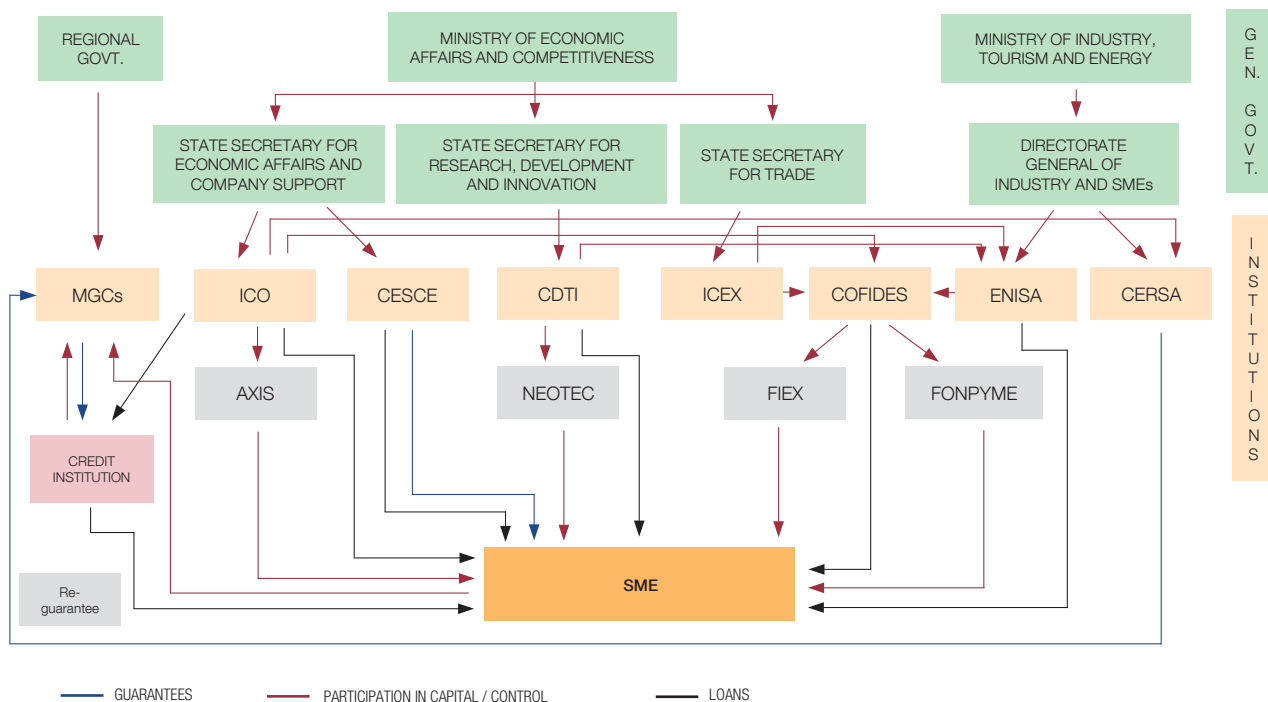 REGIONAL
GOVT.
MINISTRY OF ECONOMIC
AFFAIRS AND COMPETITIVENESS
MINISTRY OF INDUSTRY,
TOURISM AND ENERGY
GEN. GOVT.
STATE SECRETARY FOR
ECONOMIC AFFAIRS AND
COMPANY SUPPORT
STATE SECRETARY FOR
RESEARCH, DEVELOPMENT
AND INNOVATION
STATE SECRETARY
FOR TRADE
DIRECTORATE
GENERAL OF
INDUSTRY AND SMEs
INSTITUTIONS
MGCs
ICO
CESCE
CDTI
ICEX
COFIDES
ENISA
CERSA
AXIS
NEOTEC
FIEX
FONPYME
CREDIT
INSTITUTION
SME
Re-
guarantee
GUARANTEES
PARTICIPATION IN CAPITAL / CONTROL
LOANS